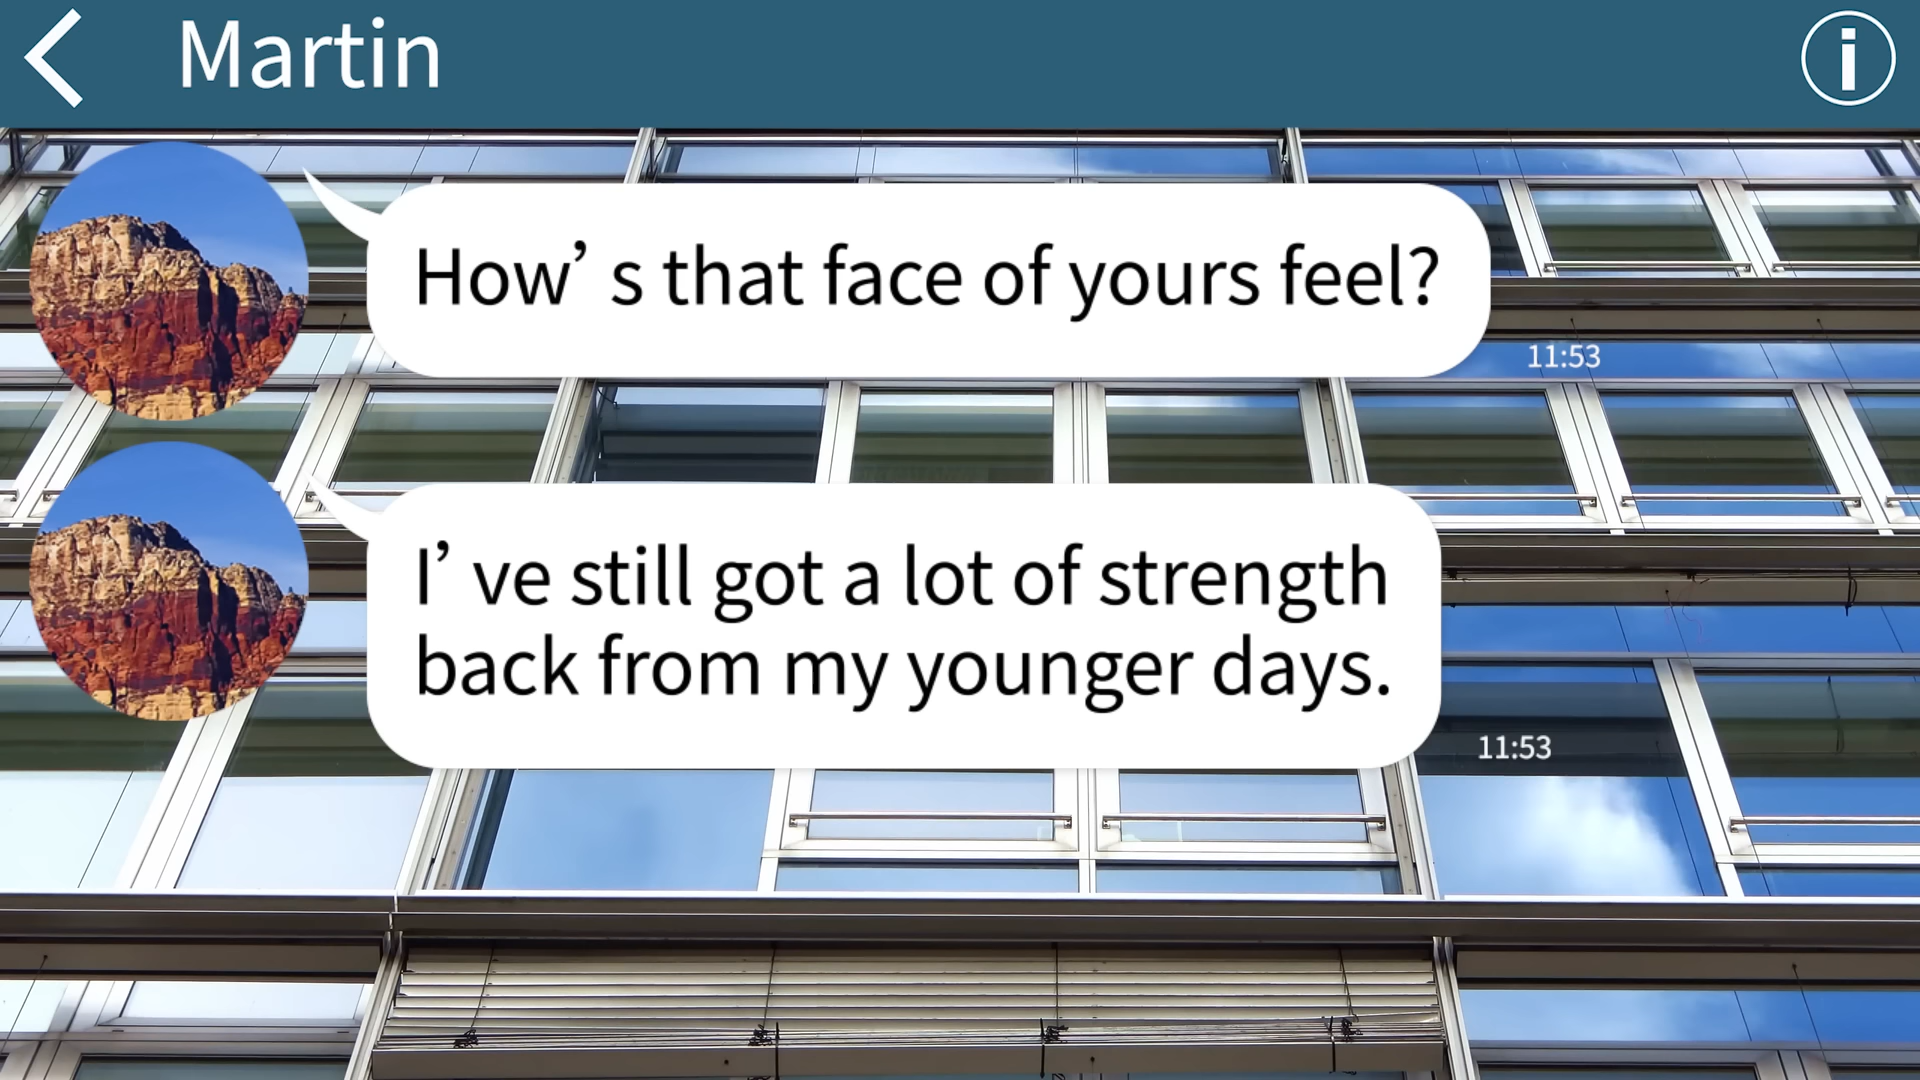 Martin
How’s that face of yours feel?
11:53
I’ve still got a lot of strength
back from my younger days.
11:53